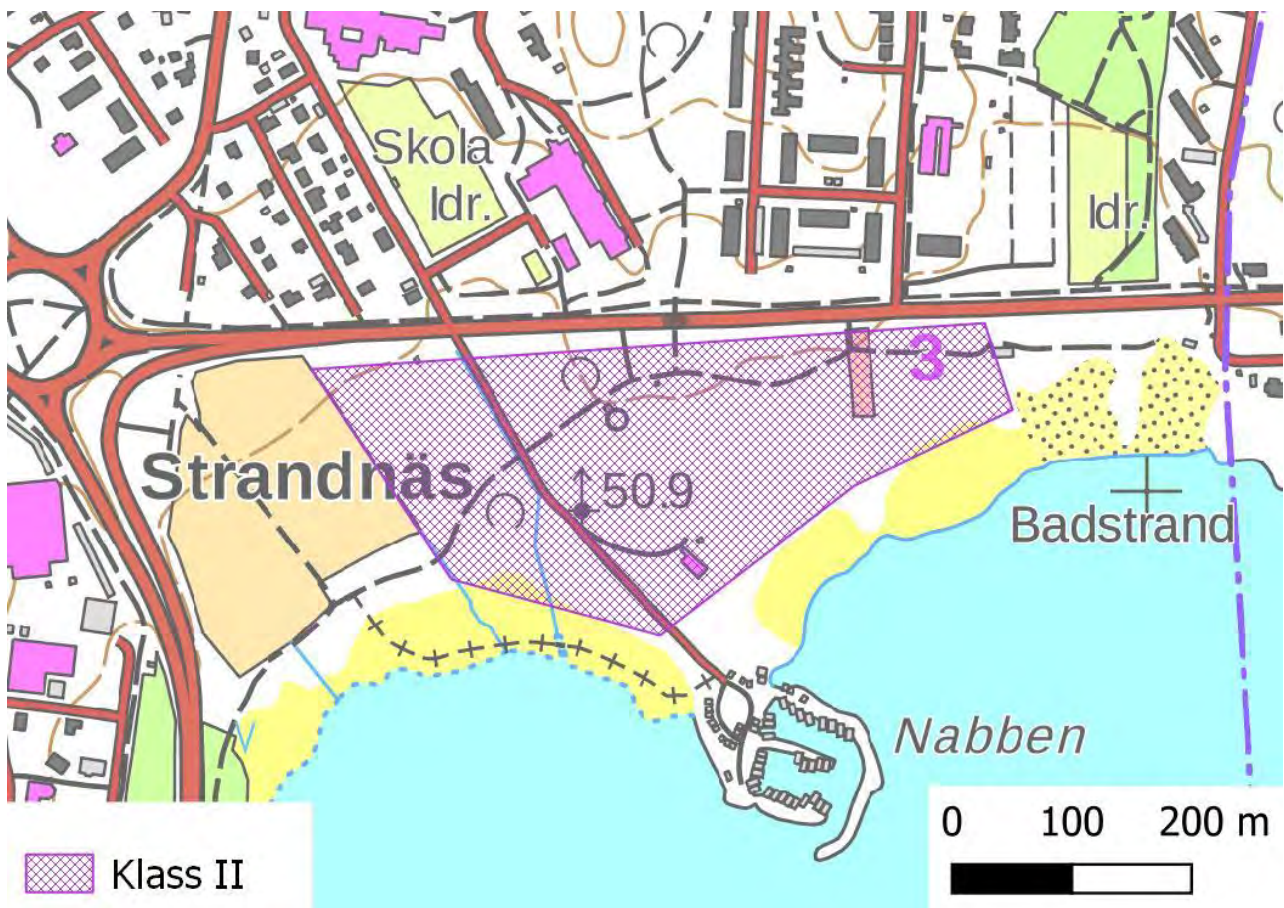 Skola
Idr.
Idr.
3
Strandnäs
50.9
Badstrand
Nabben
0 100 200 m
Klass II